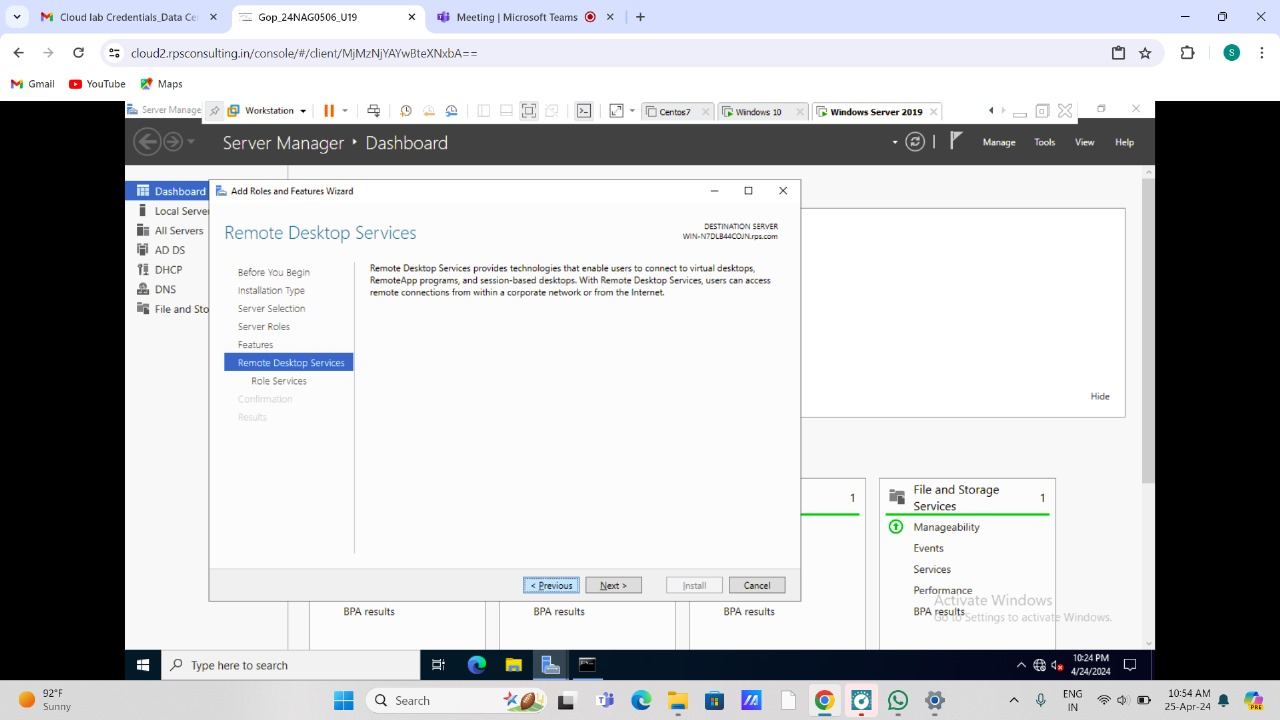 cloud Labdetails_Data Ce
Gop_24NAG0506_U19
Meeting | Microsoft Teams
cloud2.rpsconsulting.in/console/#/client/MjMzNjYAYwBteXNxbA==
S
Gmail
YouTube
Maps
Server Manage
Workstation
Centos7
Windows 10
Windows Server 2019
Server Manager
Dashboard
Manage
Tools
View
Help
Dashboard
Local Server
All Servers
AD DS
DHCP
DNS
File and Sto
Add Roles and Features Wizard
Remote Desktop Services
DESTINATION SERVER
WIN-N7DLB44COJN.rps.com
Before You Begin
Installation Type
Server Selection
Server Roles
Features
Remote Desktop Services
Role Services
Confirmation
Results
Remote Desktop Services provides technologies that enable users to connect to virtual desktops,
RemoteApp programs, and session-based desktops. With Remote Desktop Services, users can access
remote connections from within a corporate network or from the Internet.
< Previous
Next >
Install
Cancel
Hide
1
File and Storage
Services
1
Manageability
Events
Services
Performance
BPA results
BPA results
BPA results
BPA results
Activate Windows
Go to Settings to activate Windows.
Type here to search
10:24 PM
4/24/2024
92°F
Sunny
Search
ENG
IN
10:54 AM
25-Apr-24
PRE